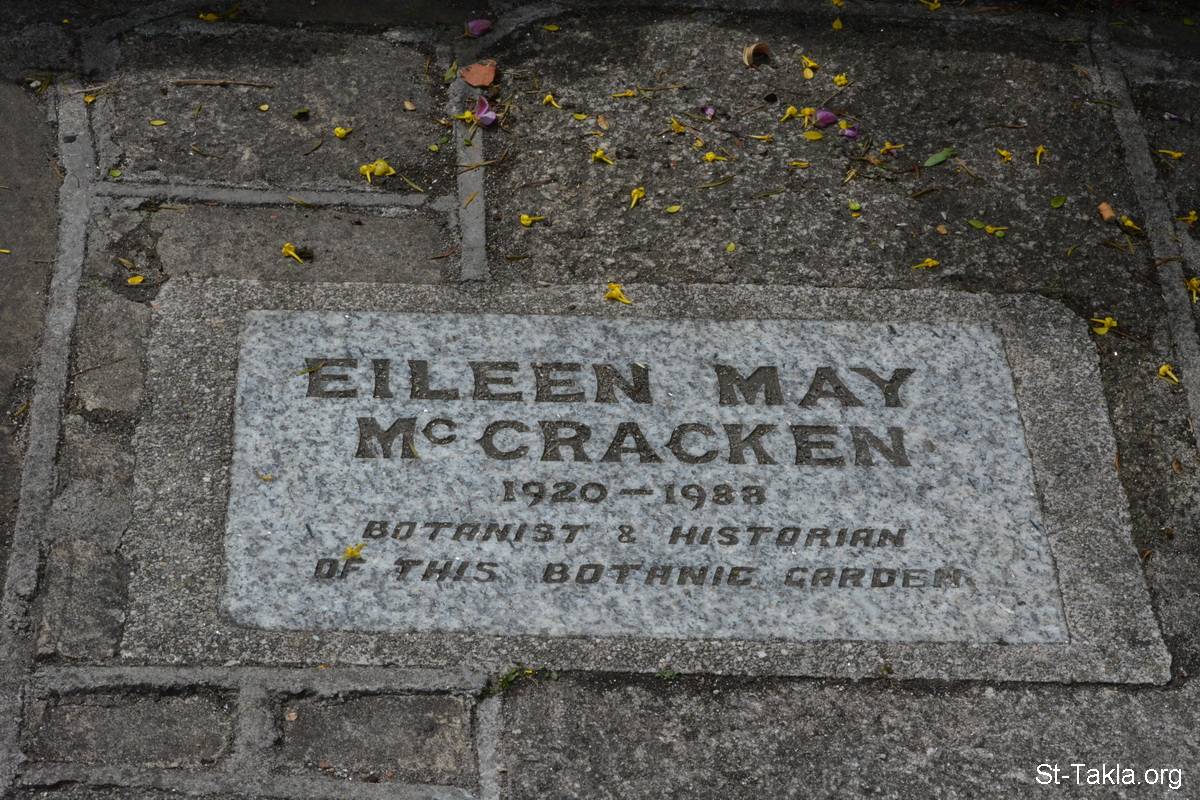 EILEEN MAY
McCRACKEN
1920 – 1988
BOTANIST & HISTORIAN
OF THIS BOTANIC GARDEN
St-Takla.org